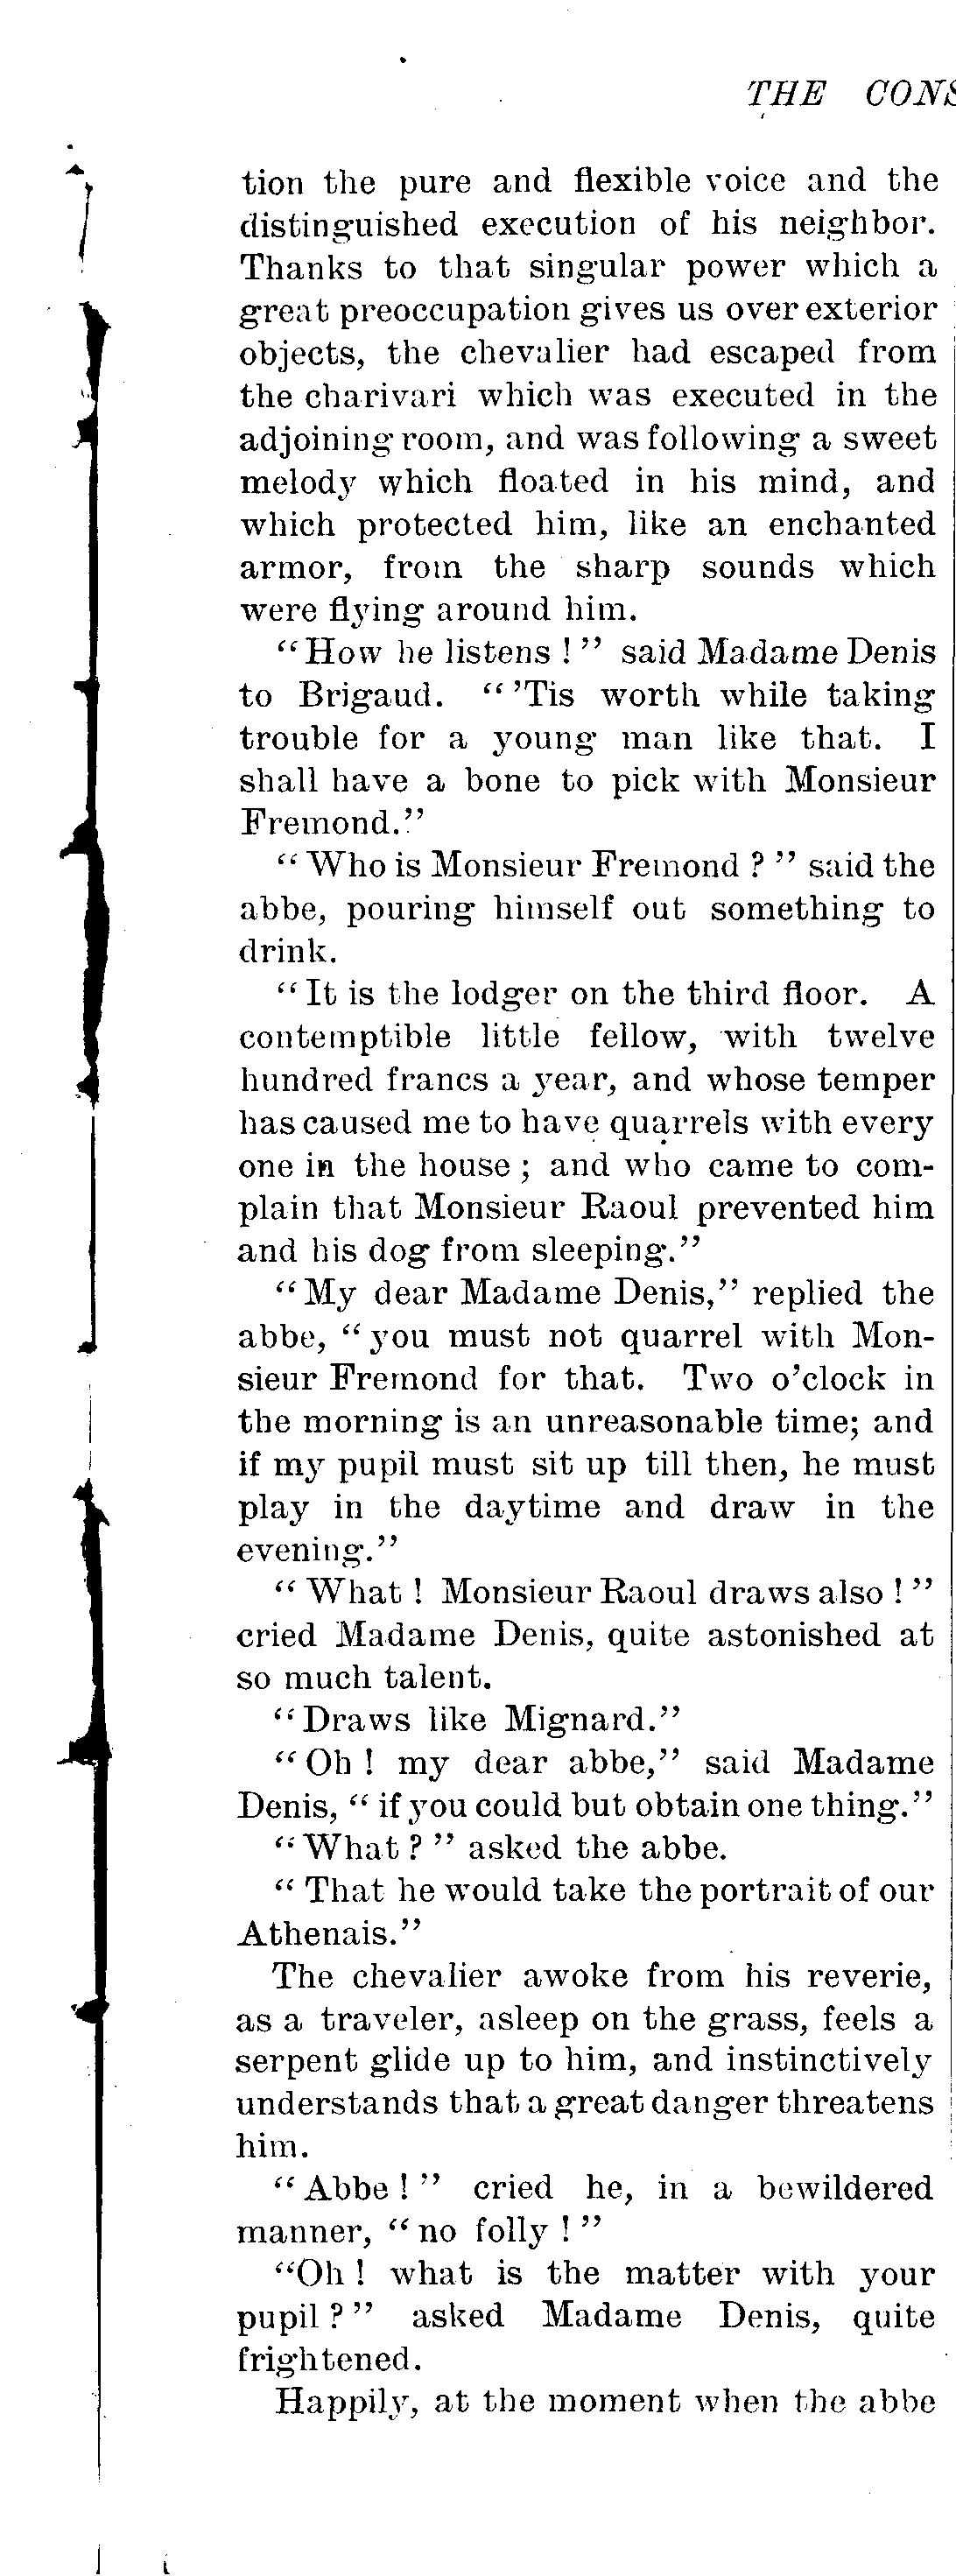 THE CONS
tion the pure and flexible voice and the
distinguished execution of his neighbor.
Thanks to that singular power which a
great preoccupation gives us over exterior
objects, the chevalier had escaped from
the charivari which was executed in the
adjoining room, and was following a sweet
melody which floated in his mind, and
which protected him, like an enchanted
armor, from the sharp sounds which
were flying around him.
"How he listens!" said Madame Denis
to Brigaud. "'Tis worth while taking
trouble for a young man like that. I
shall have a bone to pick with Monsieur
Fremond."
"Who is Monsieur Fremond?" said the
abbe, pouring himself out something to
drink.
"It is the lodger on the third floor. A
contemptible little fellow, with twelve
hundred francs a year, and whose temper
has caused me to have quarrels with every
one in the house; and who came to com-
plain that Monsieur Raoul prevented him
and his dog from sleeping."
"My dear Madame Denis," replied the
abbe, "you must not quarrel with Mon-
sieur Fremond for that. Two o'clock in
the morning is an unreasonable time; and
if my pupil must sit up till then, he must
play in the daytime and draw in the
evening."
"What! Monsieur Raoul draws also!"
cried Madame Denis, quite astonished at
so much talent.
"Draws like Mignard."
"Oh! my dear abbe," said Madame
Denis, "if you could but obtain one thing."
"What?" asked the abbe.
"That he would take the portrait of our
Athenais."
The chevalier awoke from his reverie,
as a traveler, asleep on the grass, feels a
serpent glide up to him, and instinctively
understands that a great danger threatens
him.
"Abbe!" cried he, in a bewildered
manner, "no folly!"
"Oh! what is the matter with your
pupil?" asked Madame Denis, quite
frightened.
Happily, at the moment when the abbe